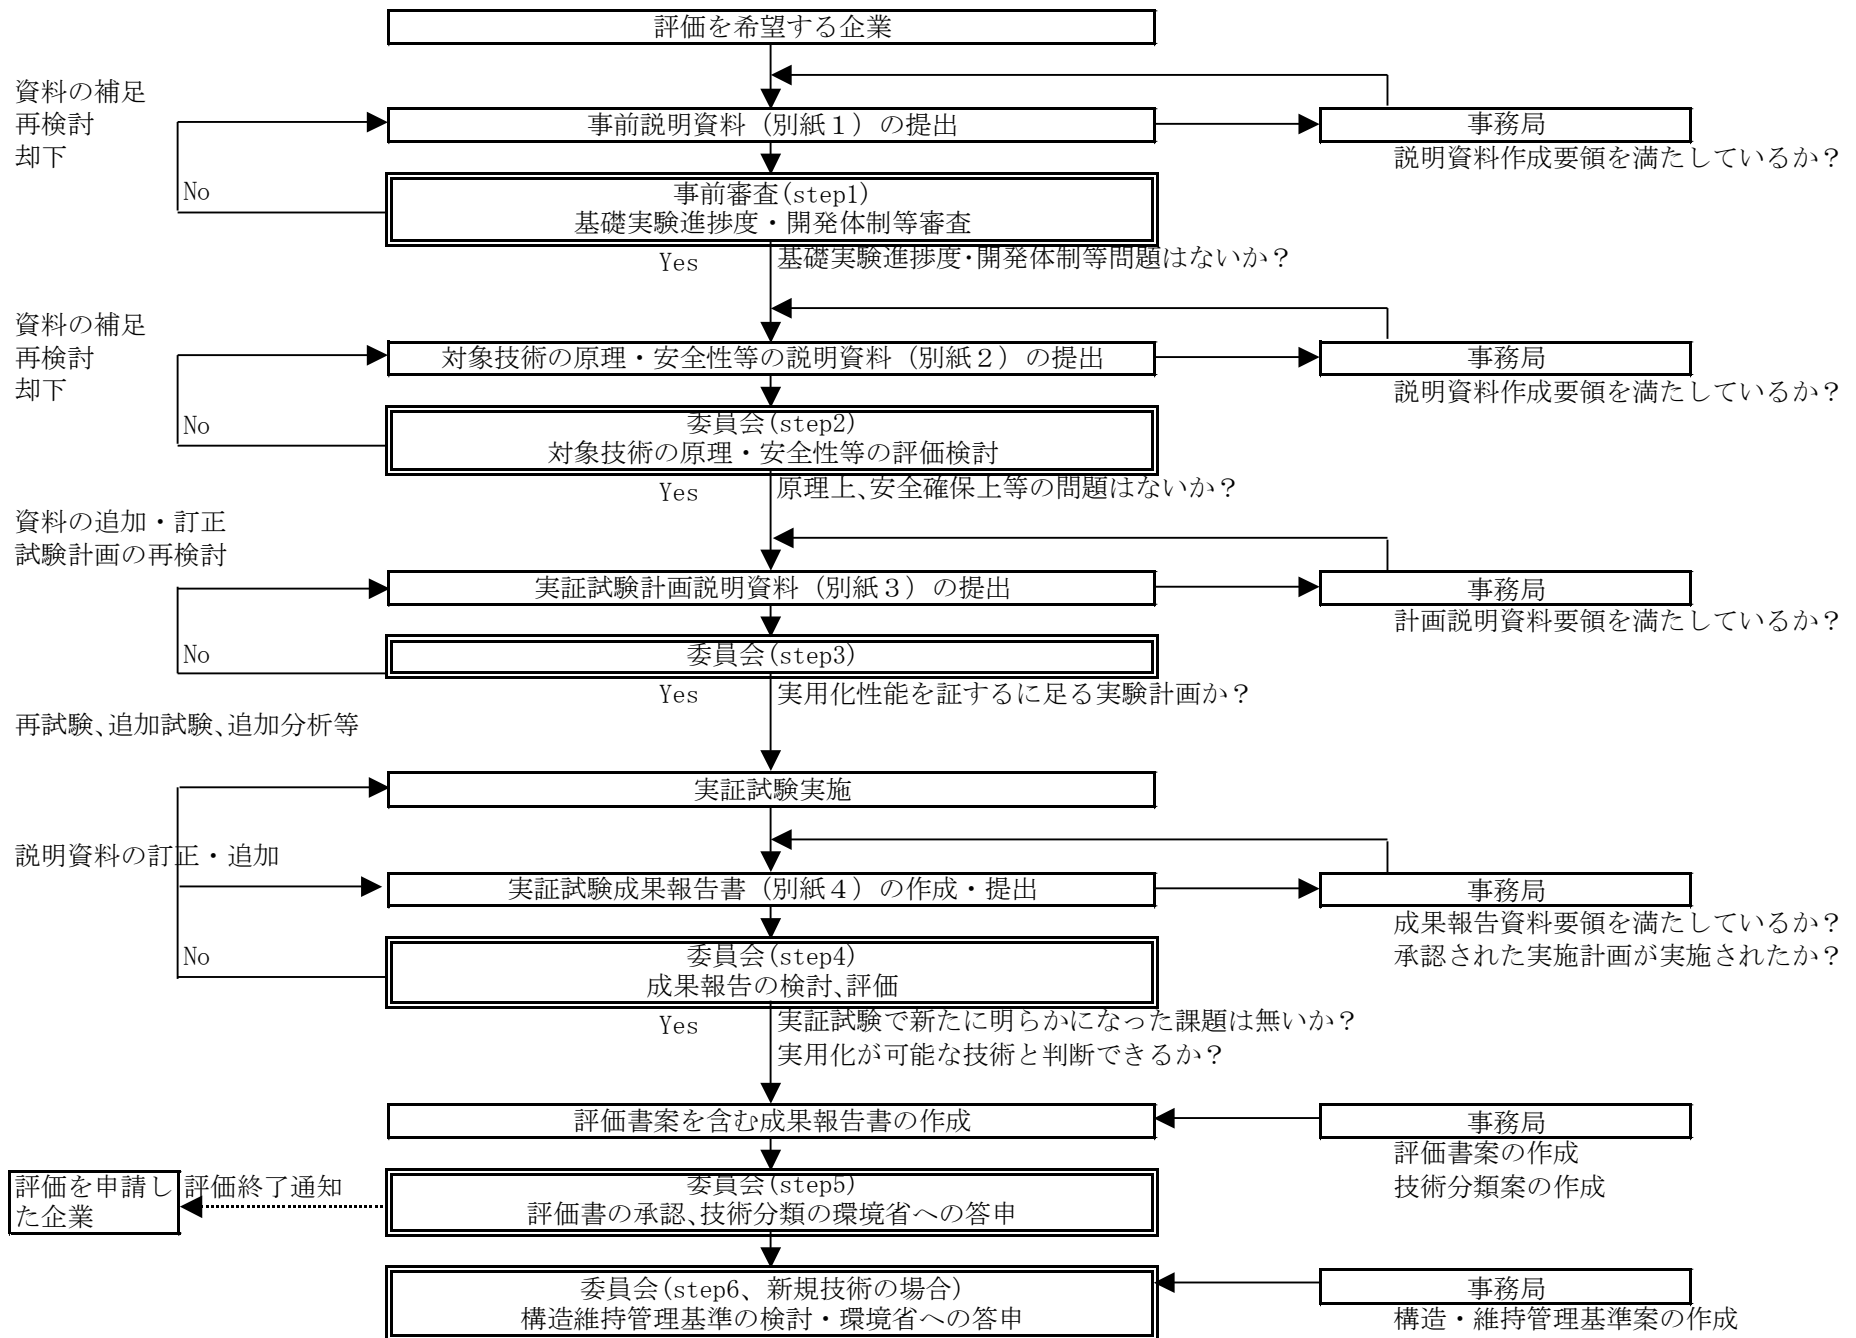 評価を希望する企業
資料の補足
再検討
却下
事前説明資料（別紙１）の提出
事務局
説明資料作成要領を満たしているか？
No
事前審査(step1)
基礎実験進捗度・開発体制等審査
Yes
基礎実験進捗度･開発体制等問題はないか？
資料の補足
再検討
却下
対象技術の原理・安全性等の説明資料（別紙２）の提出
事務局
説明資料作成要領を満たしているか？
No
委員会(step2)
対象技術の原理・安全性等の評価検討
Yes
原理上､安全確保上等の問題はないか？
資料の追加・訂正
試験計画の再検討
実証試験計画説明資料（別紙３）の提出
事務局
計画説明資料要領を満たしているか？
No
委員会(step3)
Yes
実用化性能を証するに足る実験計画か？
再試験､追加試験､追加分析等
実証試験実施
説明資料の訂正・追加
実証試験成果報告書（別紙４）の作成・提出
事務局
成果報告資料要領を満たしているか？
承認された実施計画が実施されたか？
No
委員会(step4)
成果報告の検討､評価
Yes
実証試験で新たに明らかになった課題は無いか？
実用化が可能な技術と判断できるか？
評価書案を含む成果報告書の作成
事務局
評価書案の作成
技術分類案の作成
評価を申請し
た企業
評価終了通知
委員会(step5)
評価書の承認､技術分類の環境省への答申
委員会(step6、新規技術の場合)
構造維持管理基準の検討・環境省への答申
事務局
構造・維持管理基準案の作成